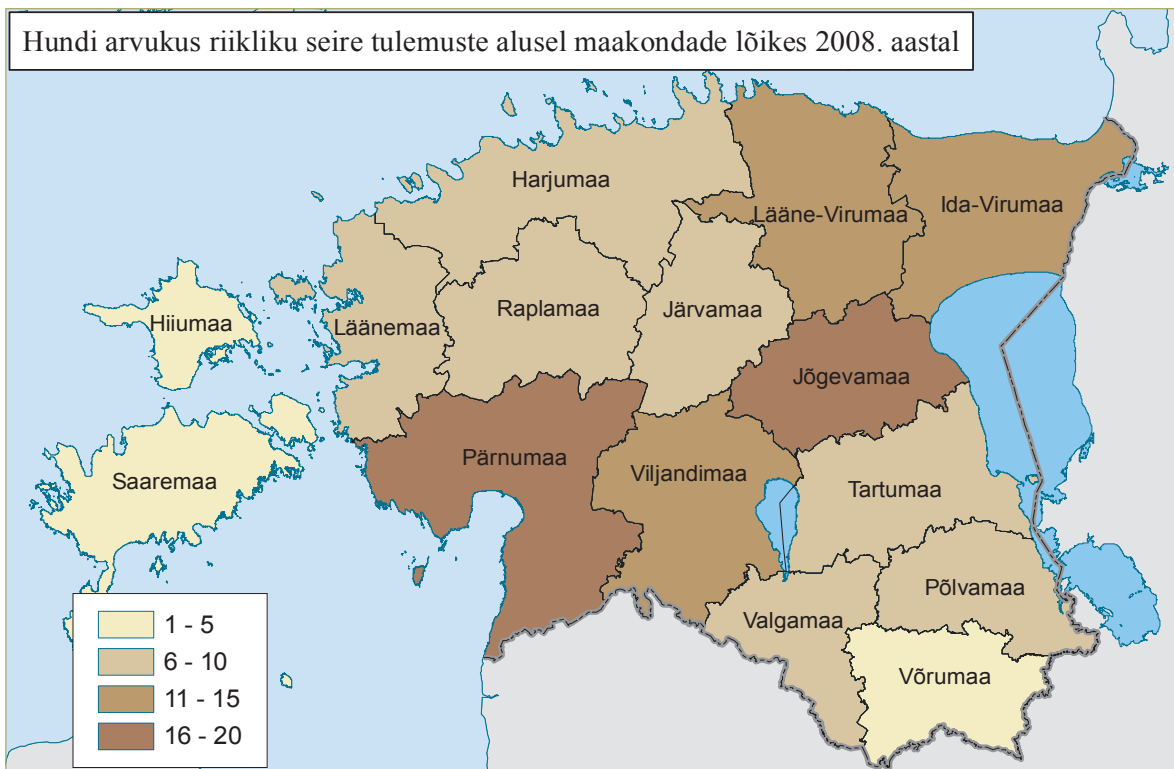 Hundi arvukus riikliku seire tulemuste alusel maakondade lõikes 2008. aastal
Harjumaa
Lääne-Virumaa
Ida-Virumaa
Hiiumaa
Läänemaa
Raplamaa
Järvamaa
Jõgevamaa
Saaremaa
Pärnumaa
Viljandimaa
Tartumaa
Põlvamaa
Valgamaa
Võrumaa
1 - 5
6 - 10
11 - 15
16 - 20